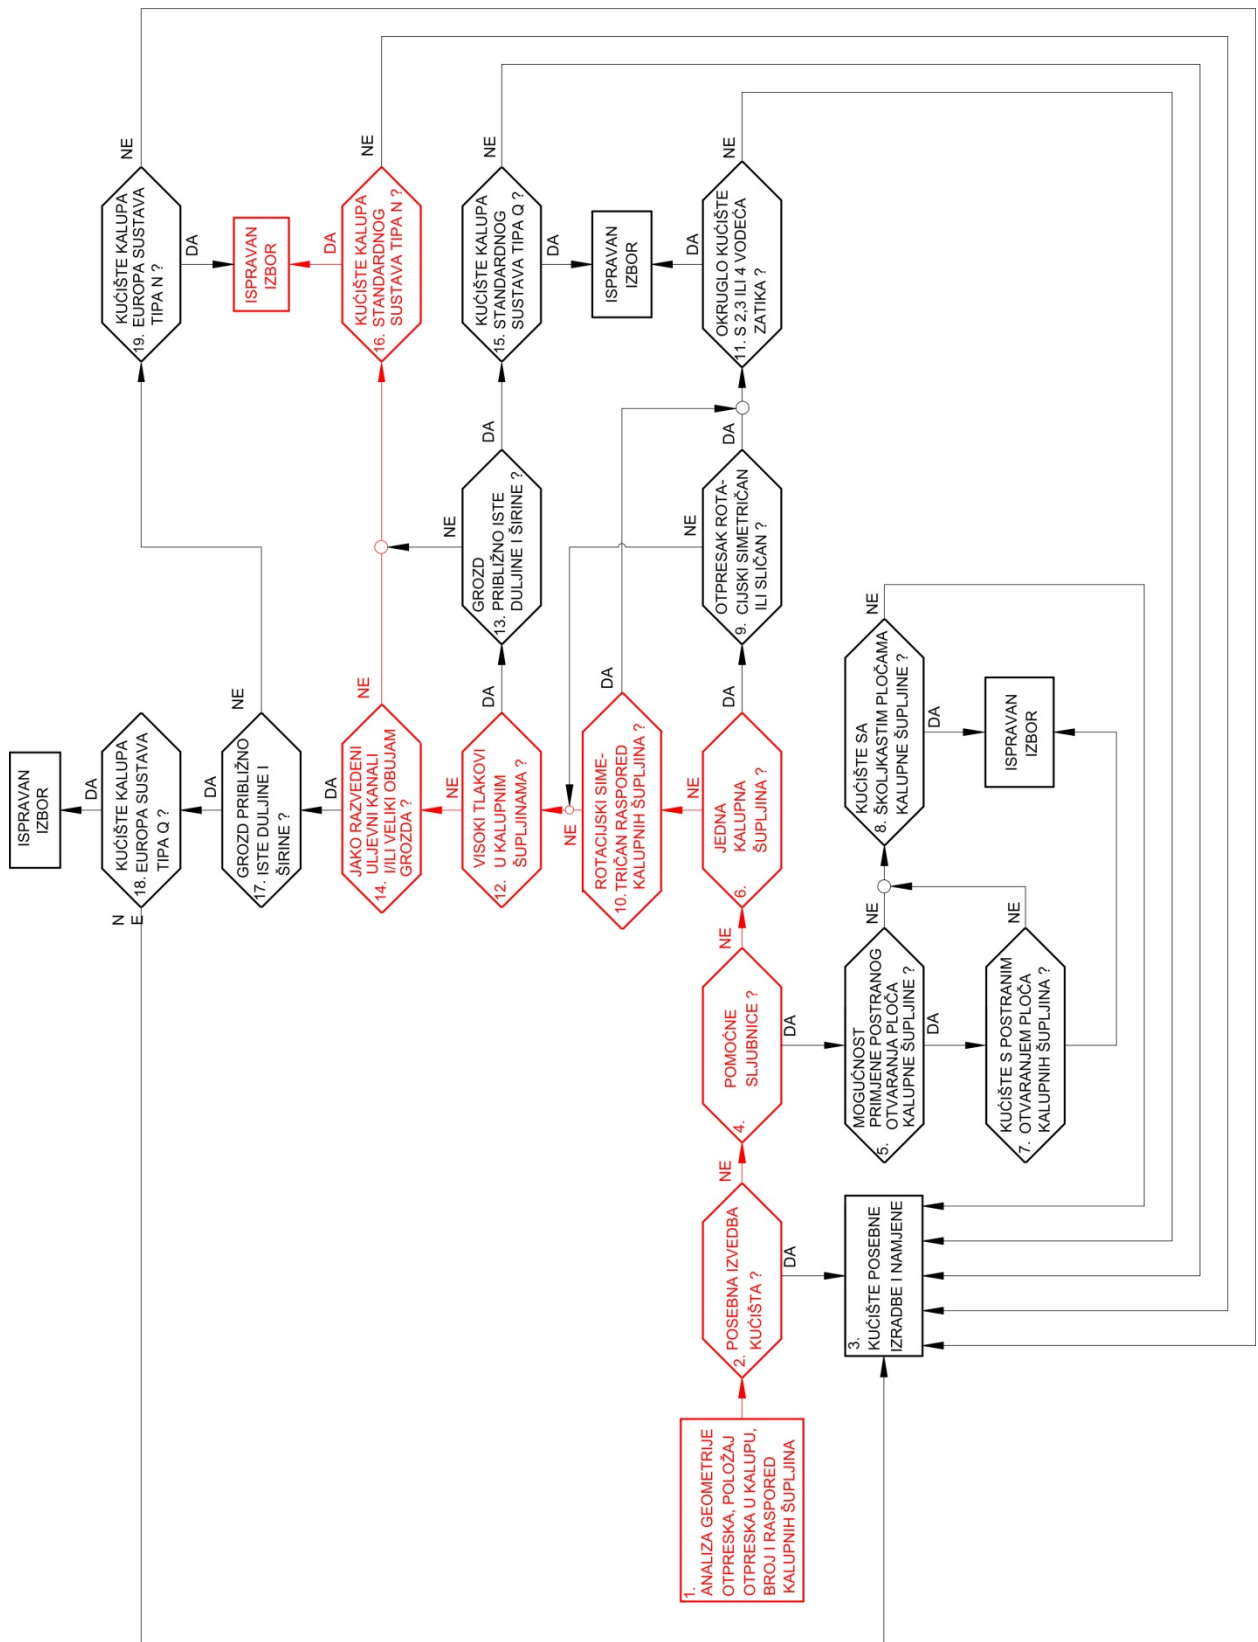 1.
ANALIZA GEOMETRIJE
OTPRESKA, POLOŽAJ
OTPRESKA U KALUPU,
BROJ I RASPORED
KALUPNIH ŠUPLJINA
2. POSEBNA IZVEDBA
KUĆIŠTA ?
NE
DA
3.
KUĆIŠTE POSEBNE
IZRADBE I NAMJENE
4.
POMOĆNE
SLJUBNICE ?
NE
DA
MOGUĆNOST
PRIMJENE POSTRANOG
5. OTVARANJA PLOČA
KALUPNE ŠUPLJINE ?
NE
DA
KUĆIŠTE S POSTRANIM
7. OTVARANJEM PLOČA
KALUPNIH ŠUPLJINA ?
NE
KUĆIŠTE SA
8. ŠKOLJKASTIM PLOČAMA
KALUPNE ŠUPLJINE ?
NE
DA
ISPRAVAN
IZBOR
JEDNA
6. KALUPNA
ŠUPLJINA ?
NE
DA
OTPRESAK ROTA-
9. CIJSKI SIMETRIČAN
ILI SLIČAN ?
NE
DA
ROTACIJSKI SIME-
10. TRIČAN RASPORED
KALUPNIH ŠUPLJINA ?
NE
DA
OKRUGLO KUĆIŠTE
11. S 2,3 ILI 4 VODEĆA
ZATIKA ?
NE
DA
ISPRAVAN
IZBOR
VISOKI TLAKOVI
12. U KALUPNIM
ŠUPLJINAMA ?
NE
DA
GROZD
13. PRIBLIŽNO ISTE
DULJINE I ŠIRINE ?
NE
DA
KUĆIŠTE KALUPA
15. STANDARDNOG
SUSTAVA TIPA Q ?
NE
DA
JAKO RAZVEDENI
14. ULJEVNI KANALI
I/ILI VELIKI OBUJAM
GROZDA ?
NE
DA
KUĆIŠTE KALUPA
16. STANDARDNOG
SUSTAVA TIPA N ?
NE
DA
ISPRAVAN
IZBOR
GROZD PRIBLIŽNO
17. ISTE DULJINE I
ŠIRINE ?
NE
DA
KUĆIŠTE KALUPA
18. EUROPA SUSTAVA
TIPA Q ?
N
E
DA
ISPRAVAN
IZBOR
KUĆIŠTE KALUPA
19. EUROPA SUSTAVA
TIPA N ?
NE
DA